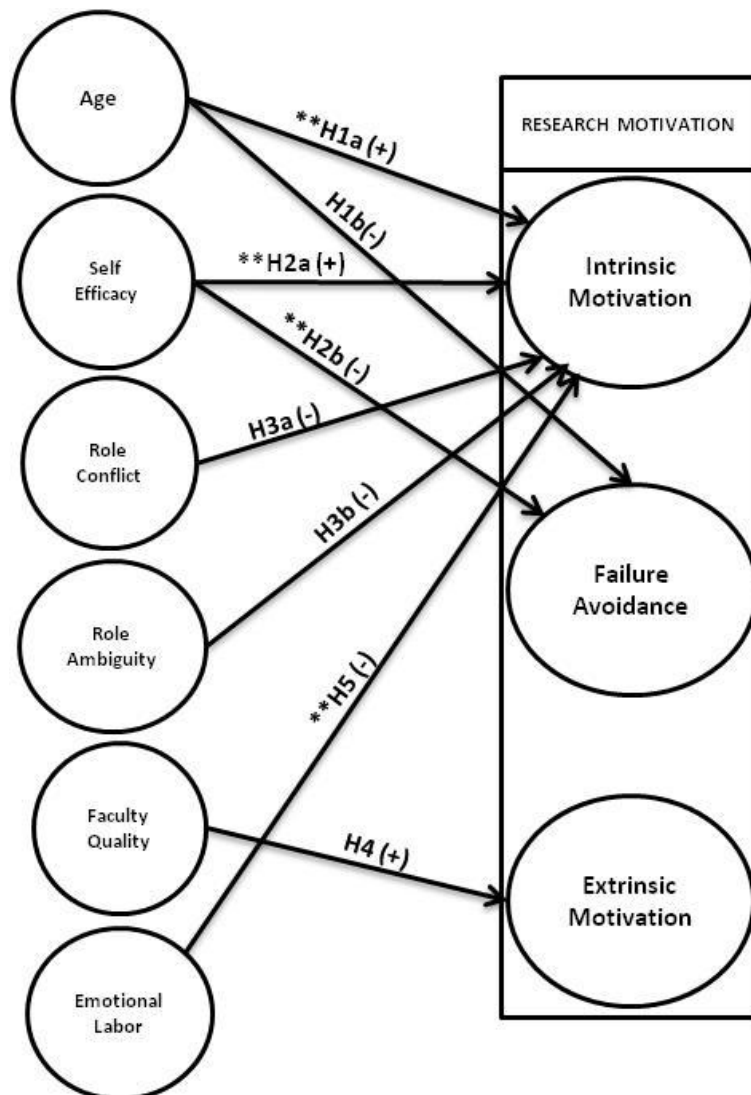 Age
**H1a (+)
RESEARCH MOTIVATION
H1b(-)
Self
Efficacy
**H2a (+)
Intrinsic
Motivation
**H2b (-)
Role
Conflict
H3a (-)
H3b (-)
Failure
Avoidance
Role
Ambiguity
**H5 (-)
Faculty
Quality
H4 (+)
Extrinsic
Motivation
Emotional
Labor